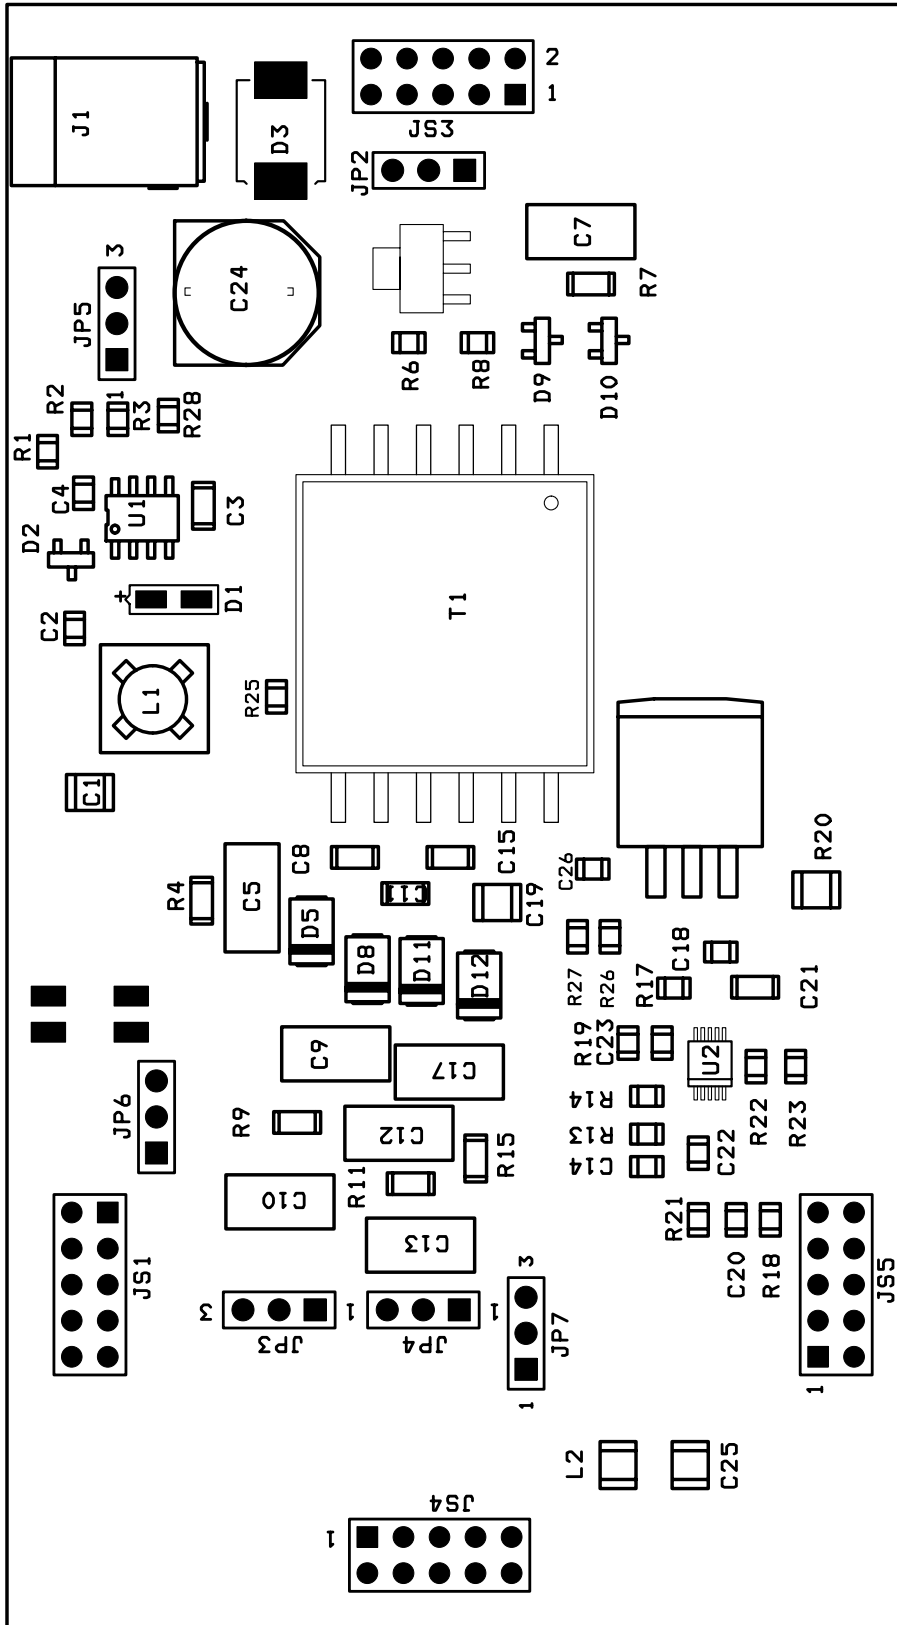 2
1
JS3
J1
D3
JP2
C7
3
C24
R7
JP5
R6
R8
D9
D10
R2
1
R3
R28
R1
C4
U1
C3
D2
+
D1
T1
C2
R25
L1
C1
R20
C8
C15
C26
R4
C5
C11
C19
D5
D8
D11
D12
R27
R26
R17
C18
C21
R19
C23
U2
C9
C17
R14
R22
R23
JP6
R9
C12
R13
R15
C14
C22
R11
C10
R21
C13
C20
R18
JS1
JS5
3
3
1
1
JP3
JP4
JP7
1
1
L2
C25
JS4
1